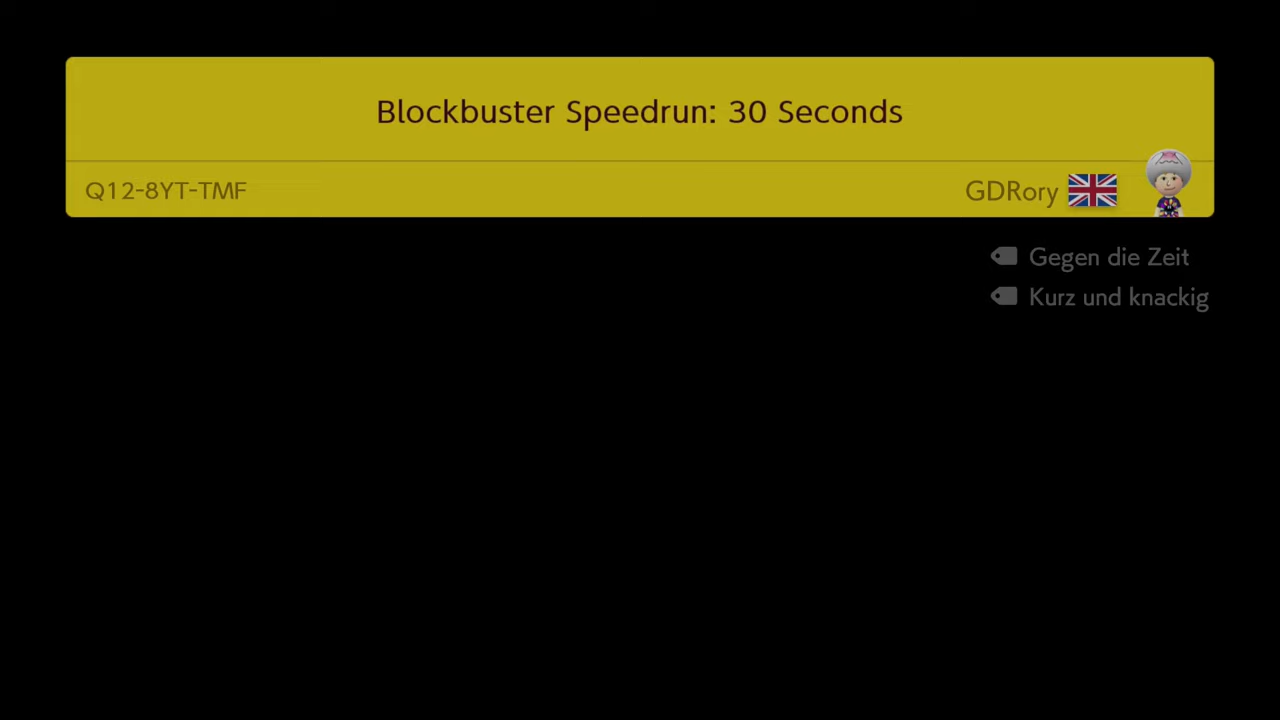 Blockbuster Speedrun: 30 Seconds
Q12-8YT-TMF
GDRory
Gegen die Zeit
Kurz und knackig